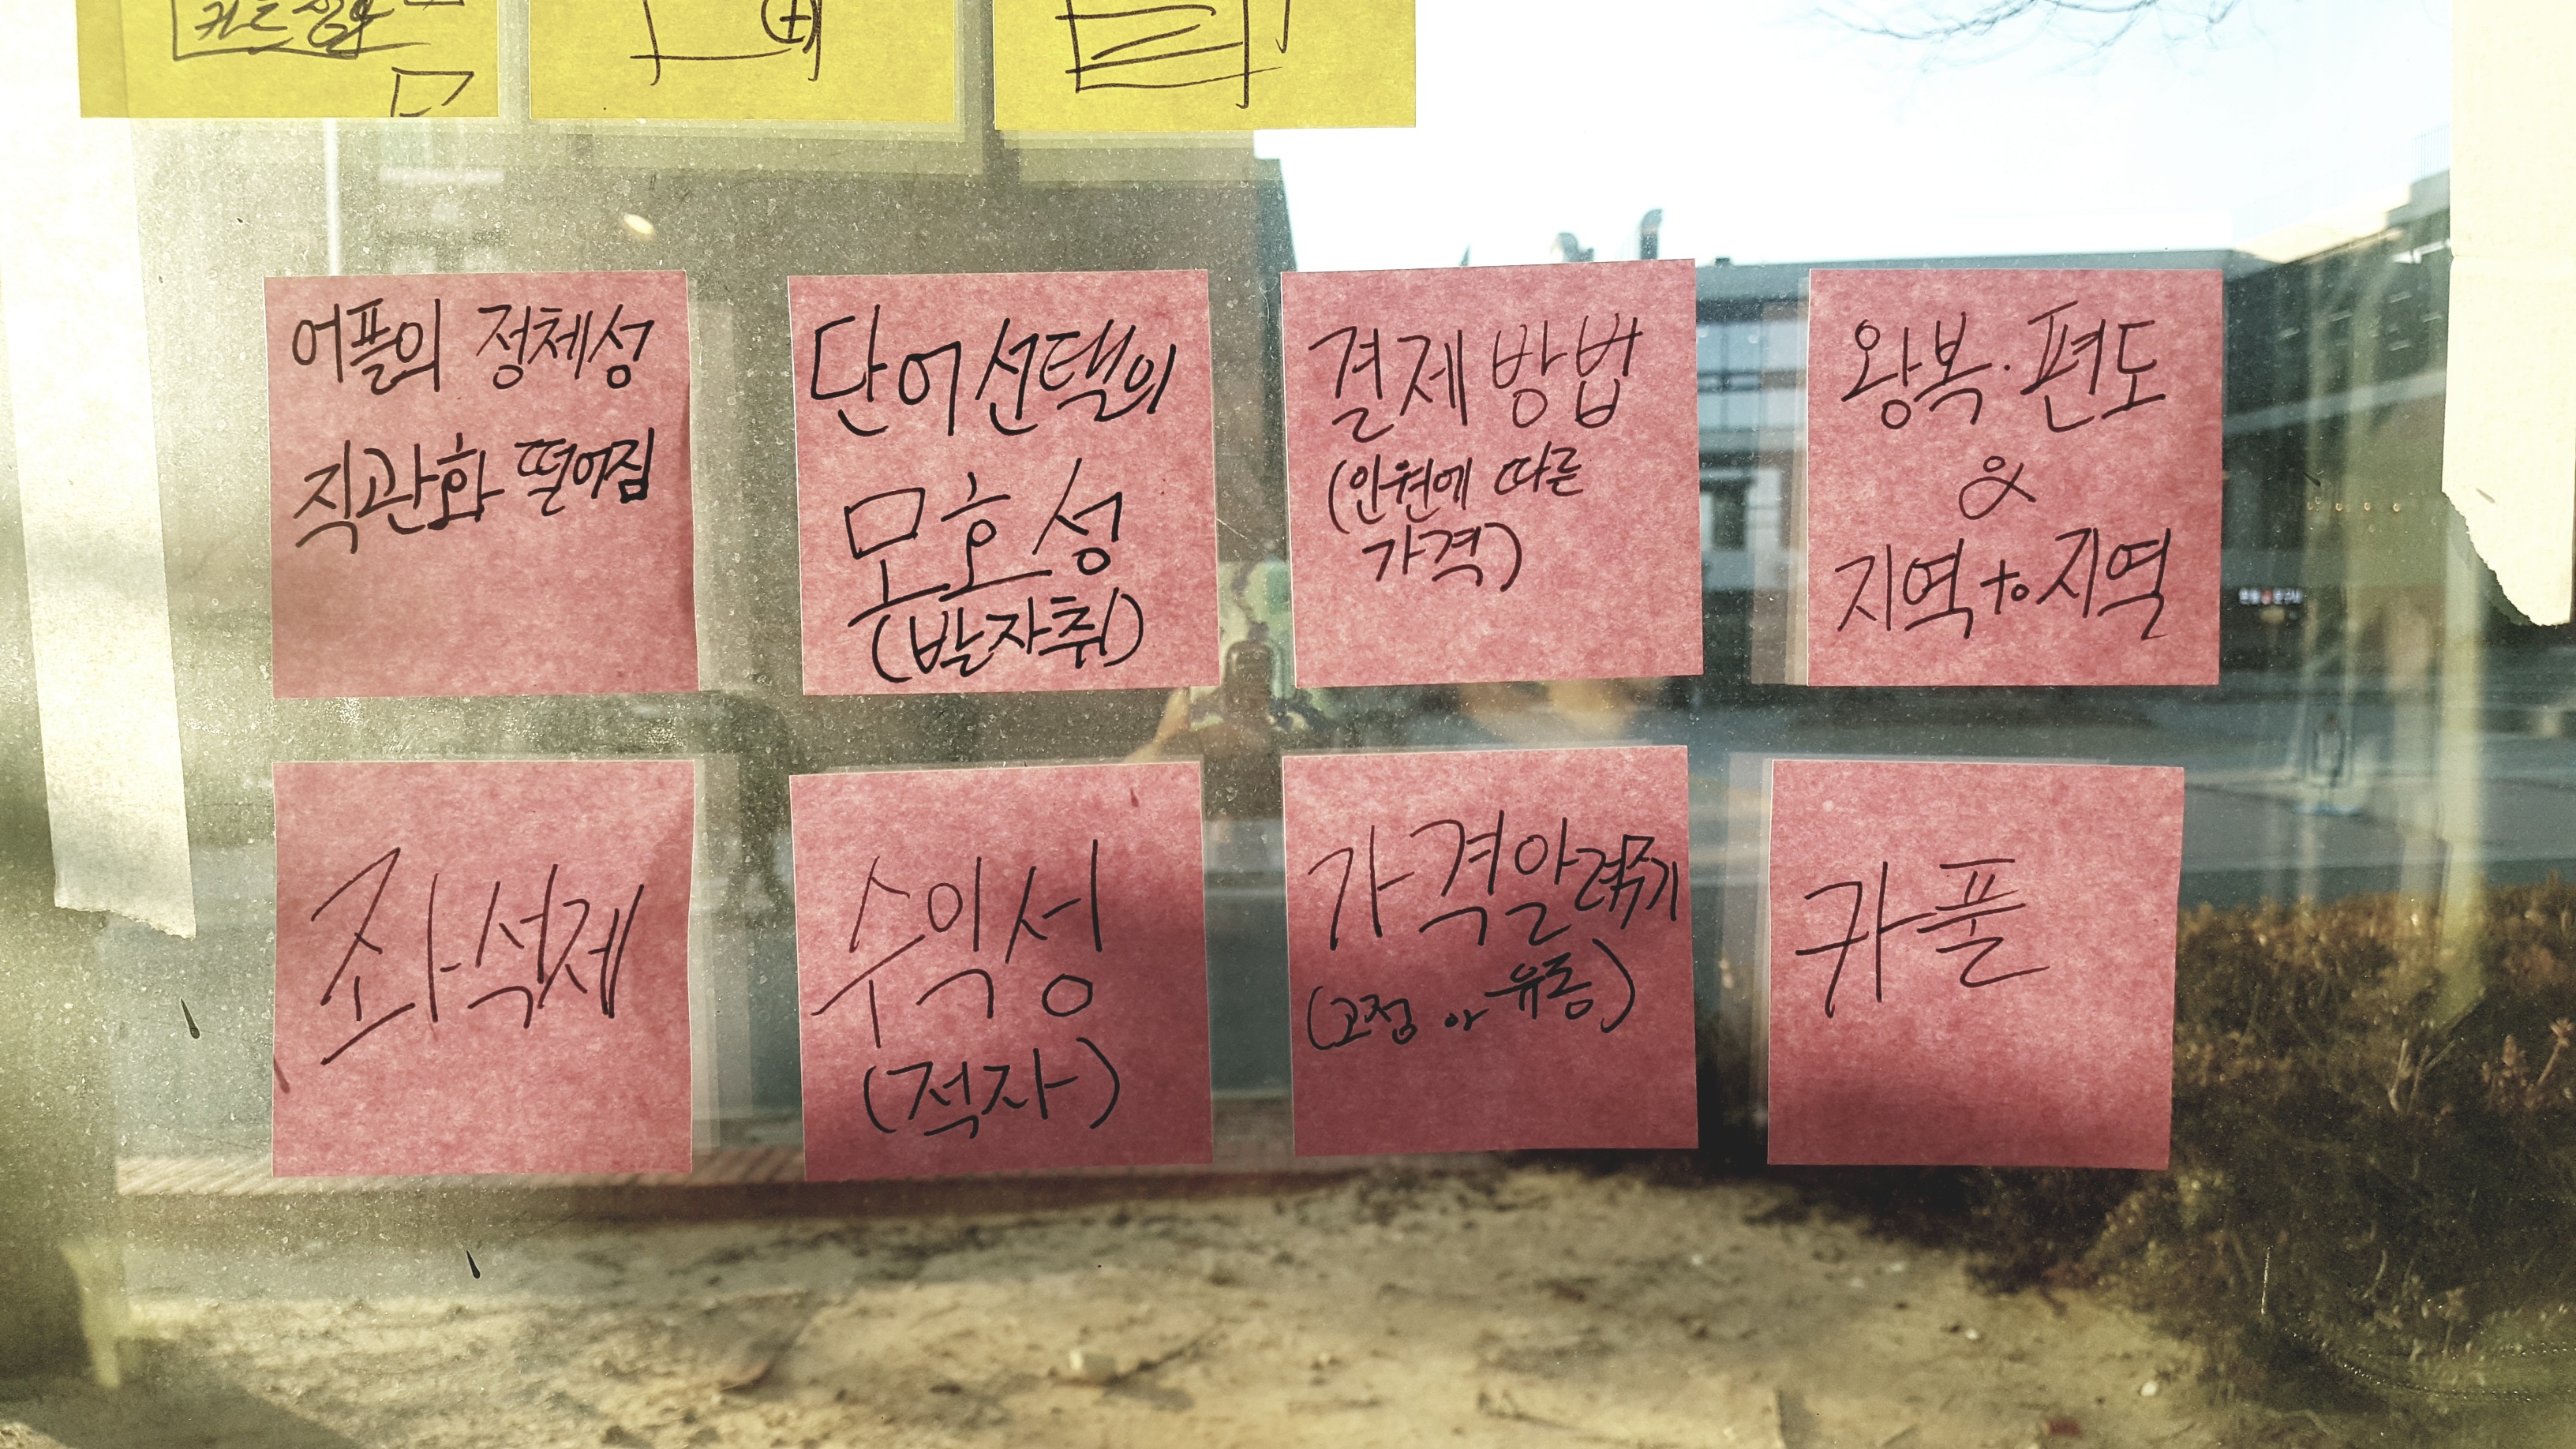 어플의 정체성
직관화 떨어짐
단어선택의
모호성
(발자취)
결제 방법
(인원에 따른
가격)
왕복·편도
&
지역 to 지역
좌석제
수익성
(적자)
가격알려주기
(고정 or 유동)
카풀